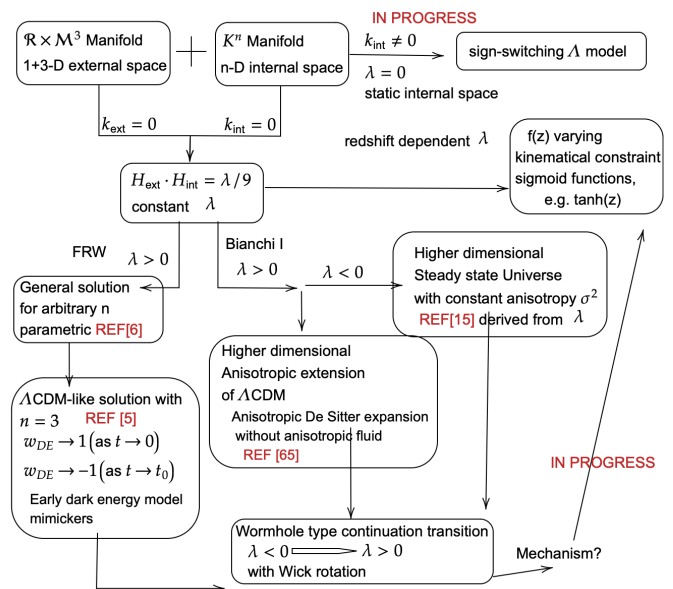 IN PROGRESS
ℛ × ℳ³ Manifold
1+3-D external space
+
Kⁿ Manifold
n-D internal space
k_int ≠ 0
λ = 0
static internal space
sign-switching Λ model
k_ext = 0
k_int = 0
redshift dependent λ
f(z) varying
kinematical constraint
sigmoid functions,
e.g. tanh(z)
H_ext · H_int = λ/9
constant λ
FRW
λ > 0
Bianchi I
λ > 0
λ < 0
Higher dimensional
Steady state Universe
with constant anisotropy σ²
REF[15] derived from λ
General solution
for arbitrary n
parametric REF[6]
Higher dimensional
Anisotropic extension
of ΛCDM
Anisotropic De Sitter expansion
without anisotropic fluid
REF [65]
ΛCDM-like solution with
n = 3 REF [5]
w_DE → 1 (as t → 0)
w_DE → −1 (as t → t₀)
Early dark energy model
mimickers
IN PROGRESS
Wormhole type continuation transition
λ < 0 λ > 0
with Wick rotation
Mechanism?